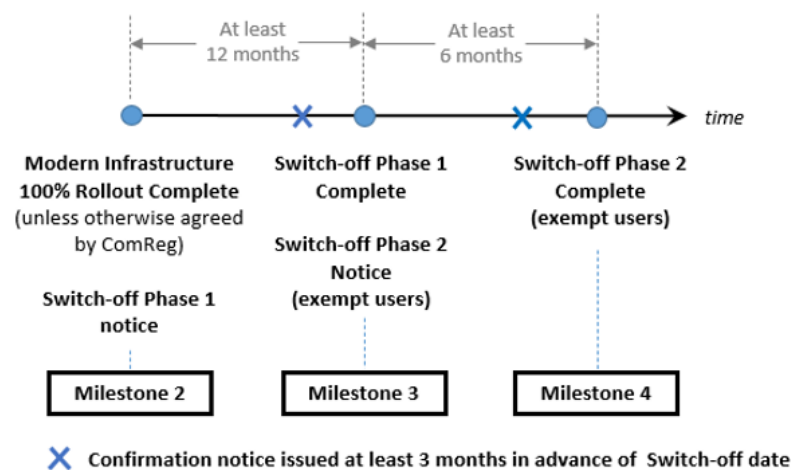 At least
12 months
At least
6 months
time
Modern Infrastructure
100% Rollout Complete
(unless otherwise agreed
by ComReg)
Switch-off Phase 1
notice
Switch-off Phase 1
Complete
Switch-off Phase 2
Notice
(exempt users)
Switch-off Phase 2
Complete
(exempt users)
Milestone 2
Milestone 3
Milestone 4
Confirmation notice issued at least 3 months in advance of Switch-off date